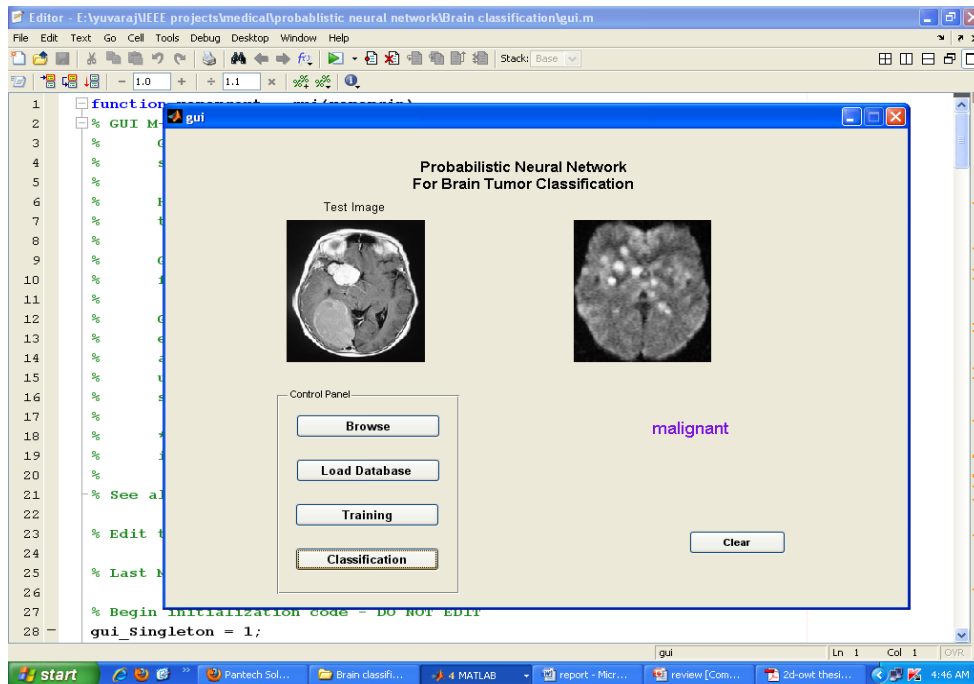 Editor - E:\yuvaraj\IEEE projects\medical\probablistic neural network\Brain classification\gui.m
File Edit Text Go Cell Tools Debug Desktop Window Help
Stack: Base
- 1.0 + ÷ 1.1 ×
1 function
2 % GUI M-
3 %
4 %
5 %
6 %
7 %
8 %
9 %
10 %
11 %
12 %
13 %
14 %
15 %
16 %
17 %
18 %
19 %
20 %
21 % See al
22
23 % Edit t
24
25 % Last M
26
27 % Begin initialization code - DO NOT EDIT
28 - gui_Singleton = 1;
gui
Probabilistic Neural Network
For Brain Tumor Classification
Test Image
Control Panel
Browse
Load Database
Training
Classification
malignant
Clear
gui Ln 1 Col 1 OVR
start Pantech Sol... Brain classifi... 4 MATLAB report - Micr... review [Com... 2d-owt thesi... 4:46 AM